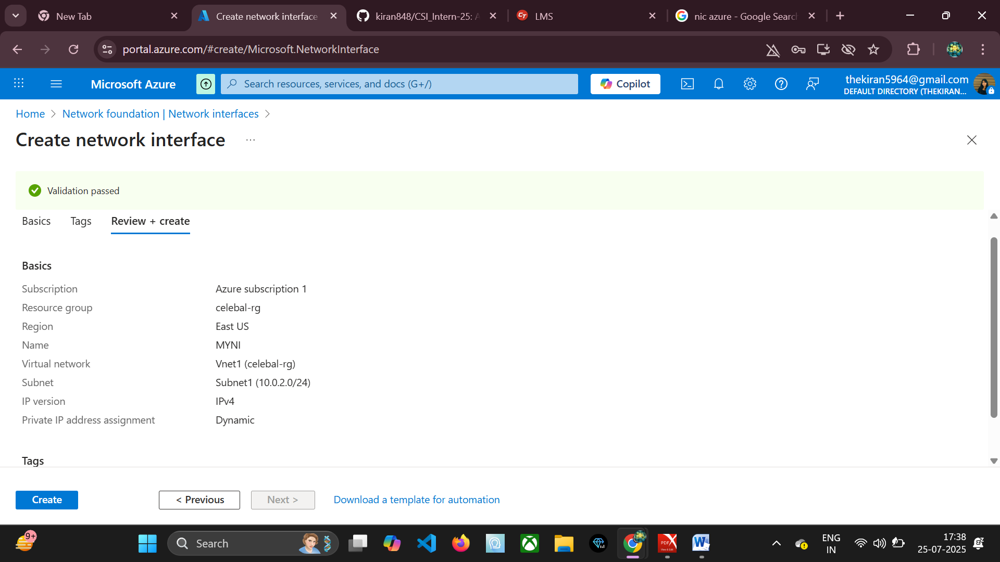 New Tab
Create network interface
kiran848/CSI_Intern-25:
LMS
nic azure - Google Search
portal.azure.com/#create/Microsoft.NetworkInterface
Microsoft Azure
Search resources, services, and docs (G+/)
Copilot
thekiran5964@gmail.com
DEFAULT DIRECTORY (THEKIRAN...
Home > Network foundation | Network interfaces >
Create network interface ...
Validation passed
Basics
Tags
Review + create
Basics
Subscription Azure subscription 1
Resource group celebal-rg
Region East US
Name MYNI
Virtual network Vnet1 (celebal-rg)
Subnet Subnet1 (10.0.2.0/24)
IP version IPv4
Private IP address assignment Dynamic
Tags
Create
< Previous
Next >
Download a template for automation
9+
Search
PDFX
View & Edit
W
ENG
IN
17:38
25-07-2025